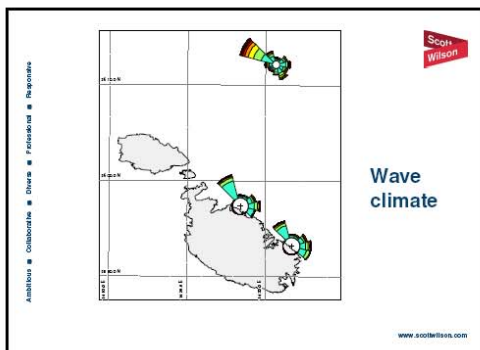 Scott
Wilson
Ambitious ■ Collaborative ■ Diverse ■ Professional ■ Responsive
Wave
climate
www.scottwilson.com